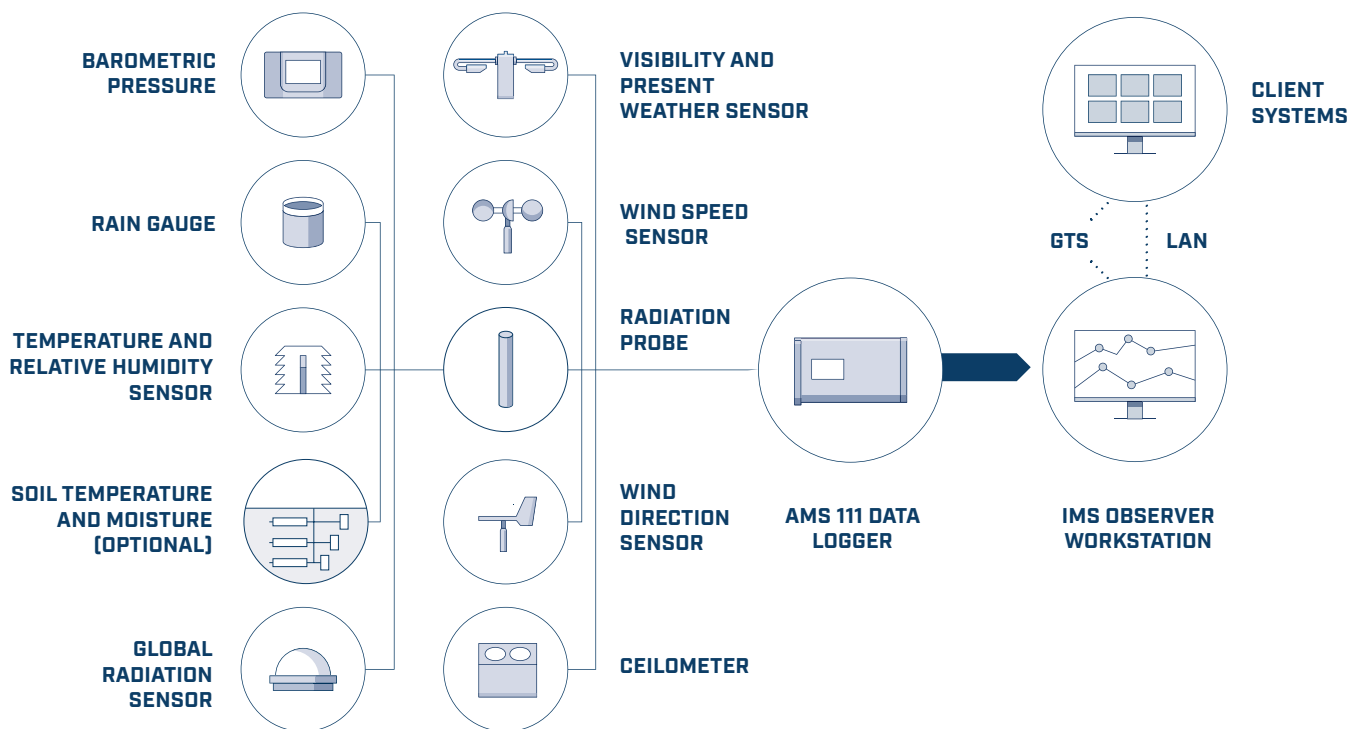 BAROMETRIC
PRESSURE
VISIBILITY AND
PRESENT
WEATHER SENSOR
CLIENT
SYSTEMS
RAIN GAUGE
WIND SPEED
SENSOR
GTS
LAN
TEMPERATURE AND
RELATIVE HUMIDITY
SENSOR
RADIATION
PROBE
SOIL TEMPERATURE
AND MOISTURE
(OPTIONAL)
WIND
DIRECTION
SENSOR
AMS 111 DATA
LOGGER
IMS OBSERVER
WORKSTATION
GLOBAL
RADIATION
SENSOR
CEILOMETER